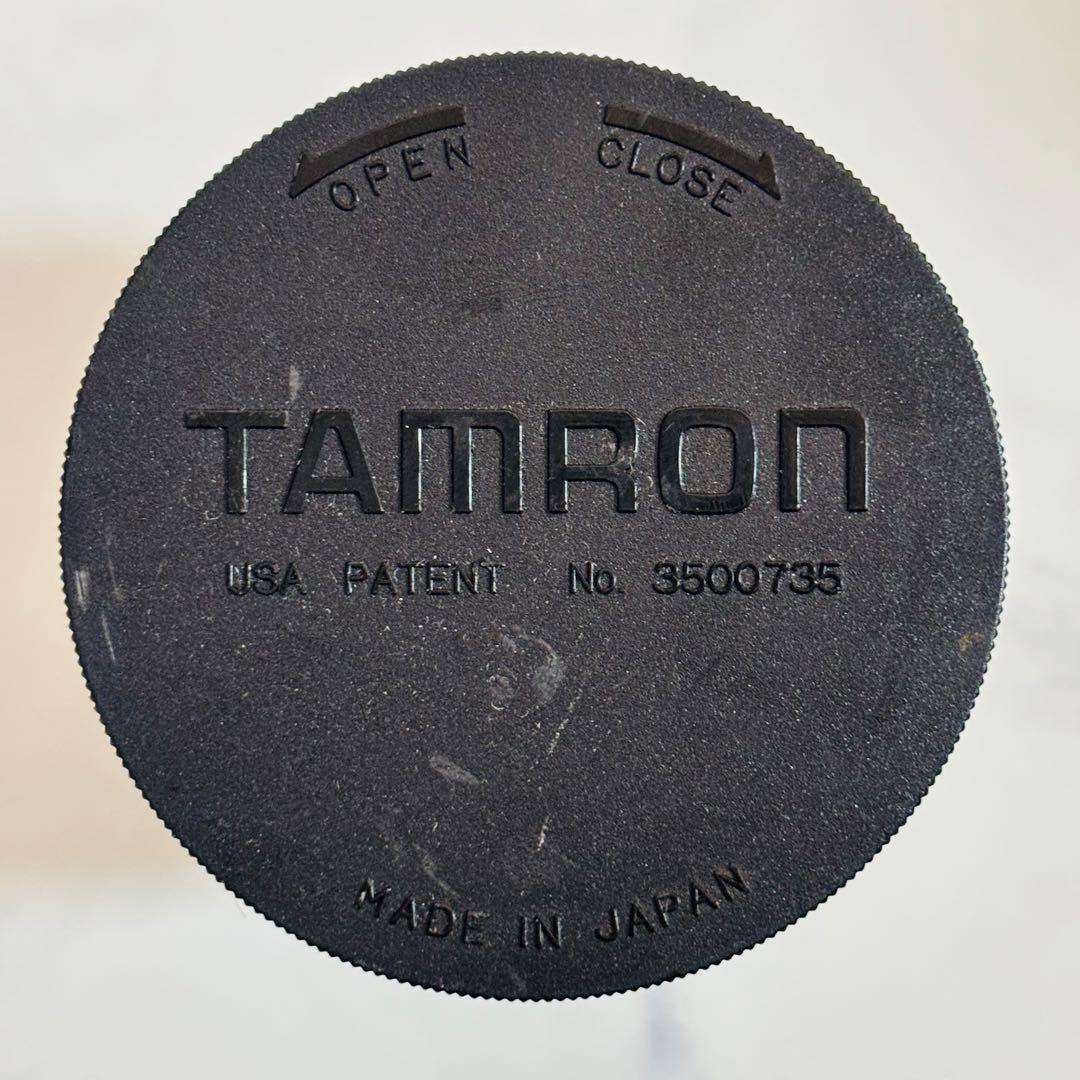 OPEN CLOSE
TAMRON
USA PATENT No. 3500735
MADE IN JAPAN